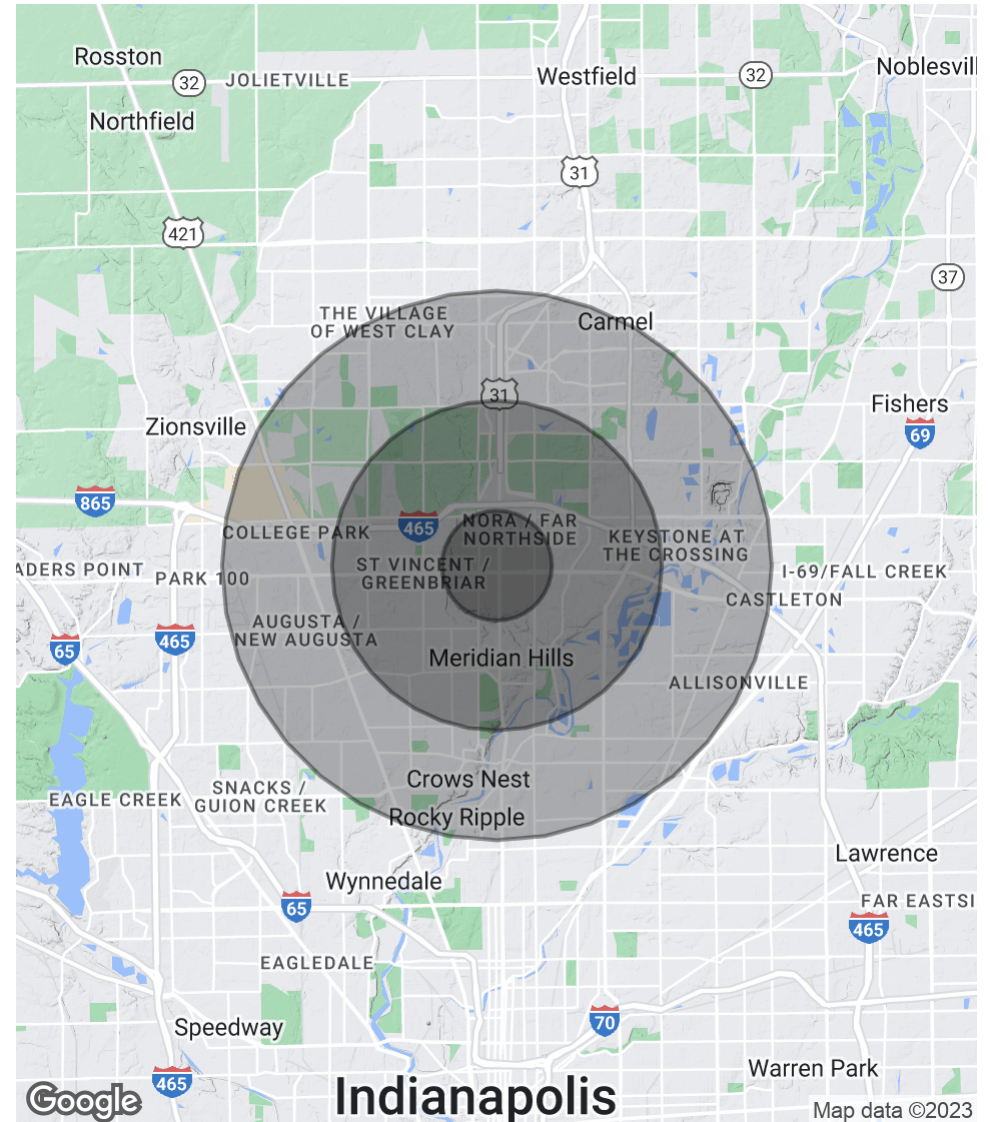 Rosston
32
JOLIETVILLE
Westfield
32
Noblesvil
Northfield
31
421
37
THE VILLAGE
OF WEST CLAY
Carmel
31
Zionsville
Fishers
69
865
465
NORA / FAR
NORTHSIDE
COLLEGE PARK
KEYSTONE AT
THE CROSSING
ST VINCENT /
GREENBRIAR
ADERS POINT
PARK 100
I-69/FALL CREEK
CASTLETON
AUGUSTA /
NEW AUGUSTA
65
465
Meridian Hills
ALLISONVILLE
Crows Nest
EAGLE CREEK
SNACKS /
GUION CREEK
Rocky Ripple
Lawrence
Wynnedale
65
FAR EASTSI
465
EAGLEDALE
Speedway
70
465
Warren Park
Indianapolis
Google
Map data ©2023